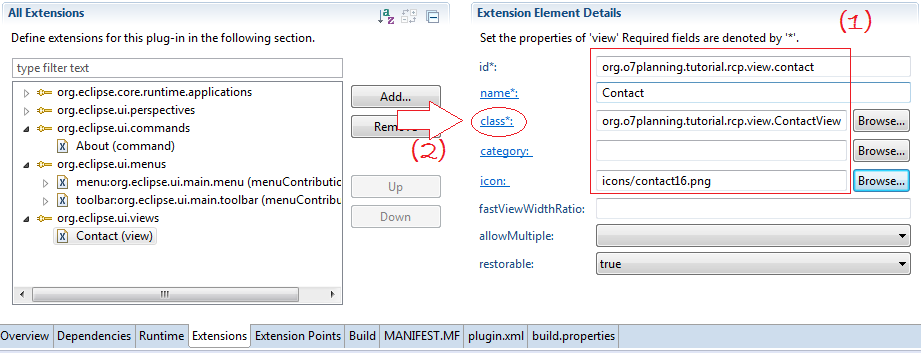 All Extensions
Define extensions for this plug-in in the following section.
type filter text
org.eclipse.core.runtime.applications
org.eclipse.ui.perspectives
org.eclipse.ui.commands
About (command)
org.eclipse.ui.menus
menu:org.eclipse.ui.main.menu (menuContributic
toolbar:org.eclipse.ui.main.toolbar (menuContribu
org.eclipse.ui.views
Contact (view)
Add...
Remove
(2)
Up
Down
Extension Element Details
(1)
Set the properties of 'view' Required fields are denoted by '*'.
id*: org.o7planning.tutorial.rcp.view.contact
name*: Contact
class*: org.o7planning.tutorial.rcp.view.ContactView Browse...
category: Browse...
icon: icons/contact16.png Browse...
fastViewWidthRatio:
allowMultiple:
restorable: true
Overview Dependencies Runtime Extensions Extension Points Build MANIFEST.MF plugin.xml build.properties